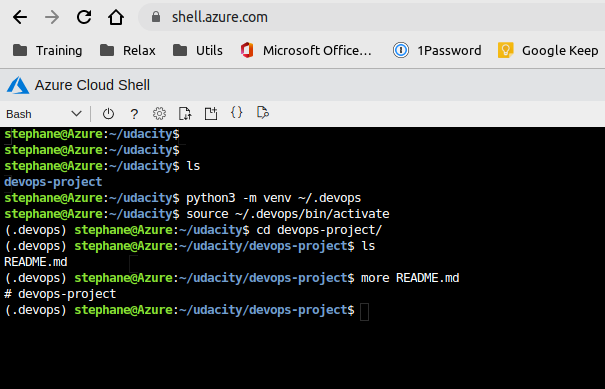 shell.azure.com
Training Relax Utils Microsoft Office... 1Password Google Keep
Azure Cloud Shell
Bash ? {}
stephane@Azure:~/udacity$
stephane@Azure:~/udacity$
stephane@Azure:~/udacity$ ls
devops-project
stephane@Azure:~/udacity$ python3 -m venv ~/.devops
stephane@Azure:~/udacity$ source ~/.devops/bin/activate
(.devops) stephane@Azure:~/udacity$ cd devops-project/
(.devops) stephane@Azure:~/udacity/devops-project$ ls
README.md
(.devops) stephane@Azure:~/udacity/devops-project$ more README.md
# devops-project
(.devops) stephane@Azure:~/udacity/devops-project$